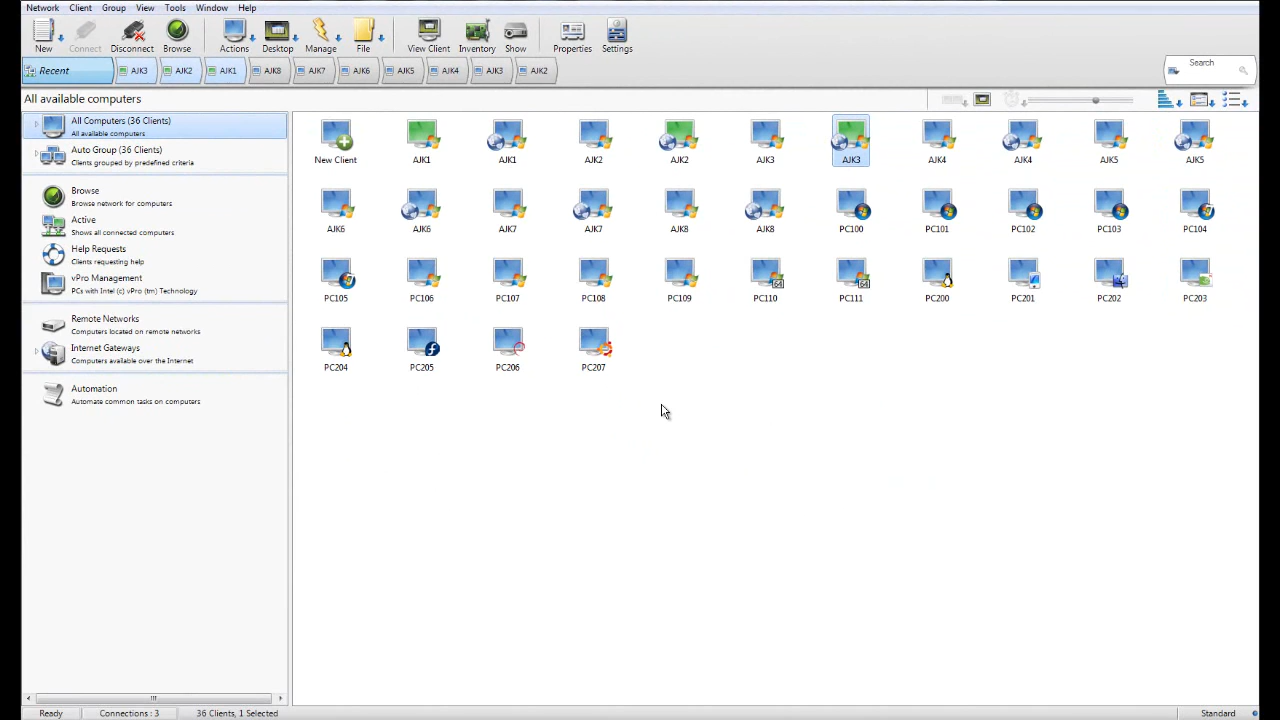 Network Client Group View Tools Window Help
New Connect Disconnect Browse Actions Desktop Manage File View Client Inventory Show Properties Settings
Recent AJK3 AJK2 AJK1 AJK8 AJK7 AJK6 AJK5 AJK4 AJK3 AJK2 Search
All available computers
All Computers (36 Clients)
All available computers
Auto Group (36 Clients)
Clients grouped by predefined criteria
Browse
Browse network for computers
Active
Shows all connected computers
Help Requests
Clients requesting help
vPro Management
PCs with Intel (c) vPro (tm) Technology
Remote Networks
Computers located on remote networks
Internet Gateways
Computers available over the Internet
Automation
Automate common tasks on computers
New Client AJK1 AJK1 AJK2 AJK2 AJK3 AJK3 AJK4 AJK4 AJK5 AJK5
AJK6 AJK6 AJK7 AJK7 AJK8 AJK8 PC100 PC101 PC102 PC103 PC104
64 64
PC105 PC106 PC107 PC108 PC109 PC110 PC111 PC200 PC201 PC202 PC203
PC204 PC205 PC206 PC207
Ready Connections : 3 36 Clients, 1 Selected Standard